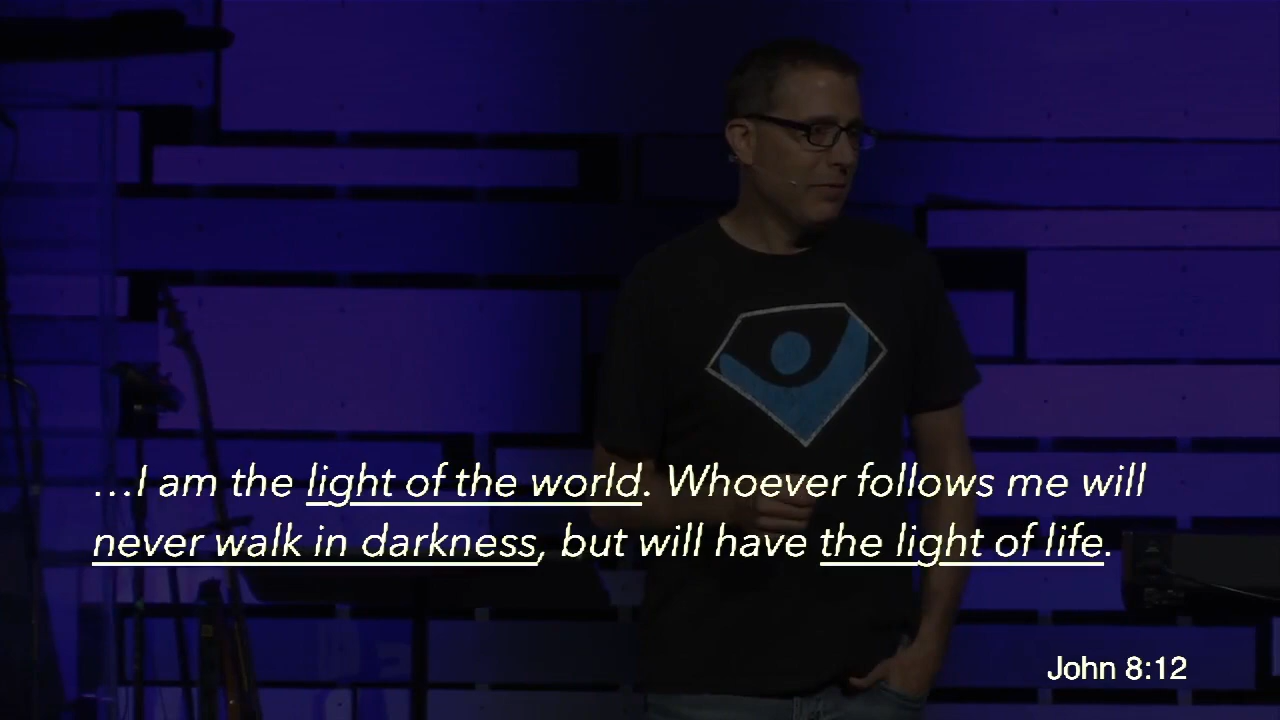 …I am the light of the world. Whoever follows me will
never walk in darkness, but will have the light of life.
John 8:12